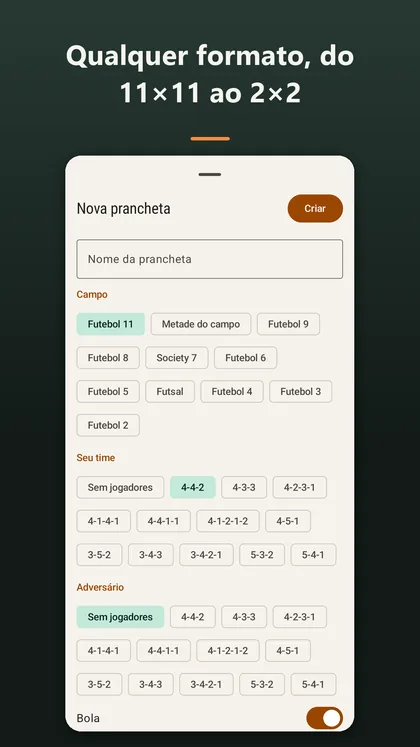 Qualquer formato, do
11×11 ao 2×2
Nova prancheta
Criar
Nome da prancheta
Campo
Futebol 11 Metade do campo Futebol 9
Futebol 8 Society 7 Futebol 6
Futebol 5 Futsal Futebol 4 Futebol 3
Futebol 2
Seu time
Sem jogadores 4-4-2 4-3-3 4-2-3-1
4-1-4-1 4-4-1-1 4-1-2-1-2 4-5-1
3-5-2 3-4-3 3-4-2-1 5-3-2 5-4-1
Adversário
Sem jogadores 4-4-2 4-3-3 4-2-3-1
4-1-4-1 4-4-1-1 4-1-2-1-2 4-5-1
3-5-2 3-4-3 3-4-2-1 5-3-2 5-4-1
Bola